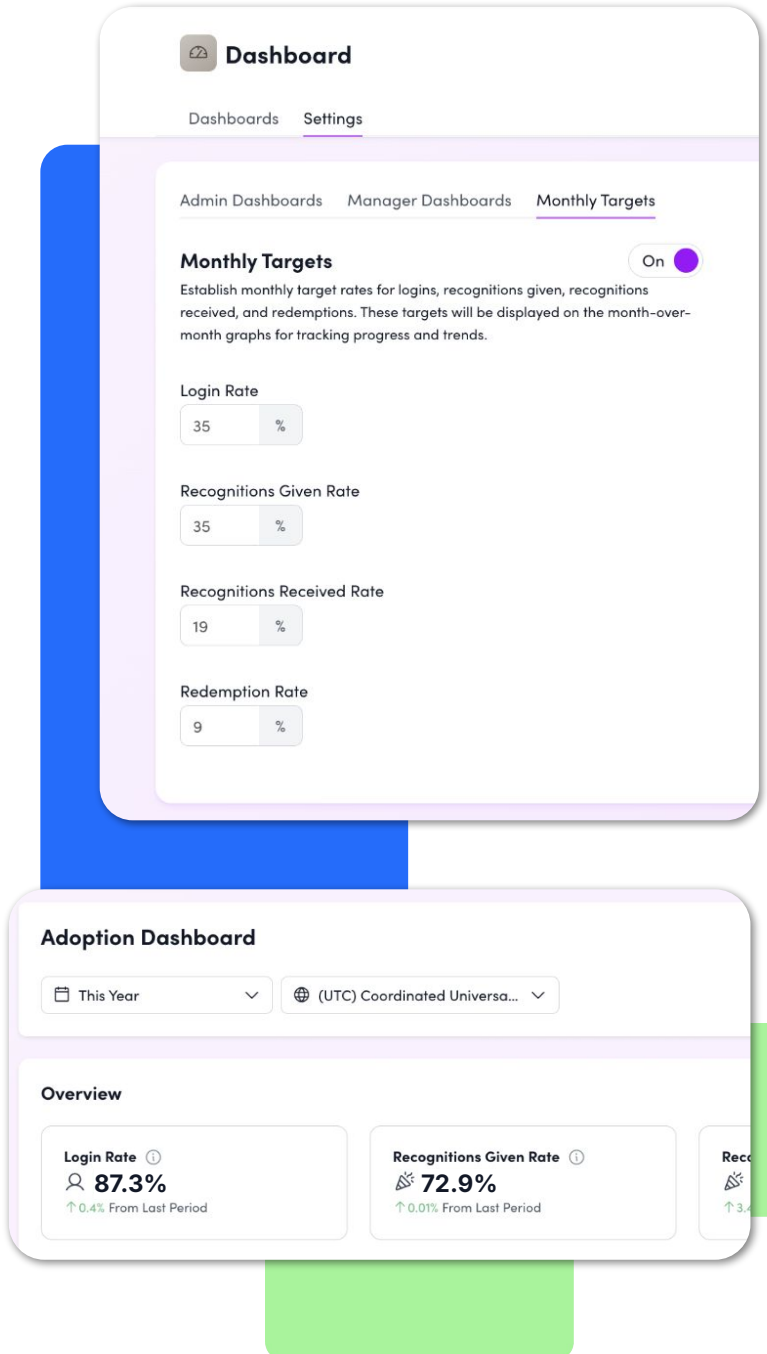 Dashboard
Dashboards Settings
Admin Dashboards Manager Dashboards Monthly Targets
Monthly Targets On
Establish monthly target rates for logins, recognitions given, recognitions
received, and redemptions. These targets will be displayed on the month-over-
month graphs for tracking progress and trends.
Login Rate
35 %
Recognitions Given Rate
35 %
Recognitions Received Rate
19 %
Redemption Rate
9 %
Adoption Dashboard
This Year (UTC) Coordinated Universa...
Overview
Login Rate Recognitions Given Rate
87.3% 72.9%
↑0.4% From Last Period ↑0.01% From Last Period